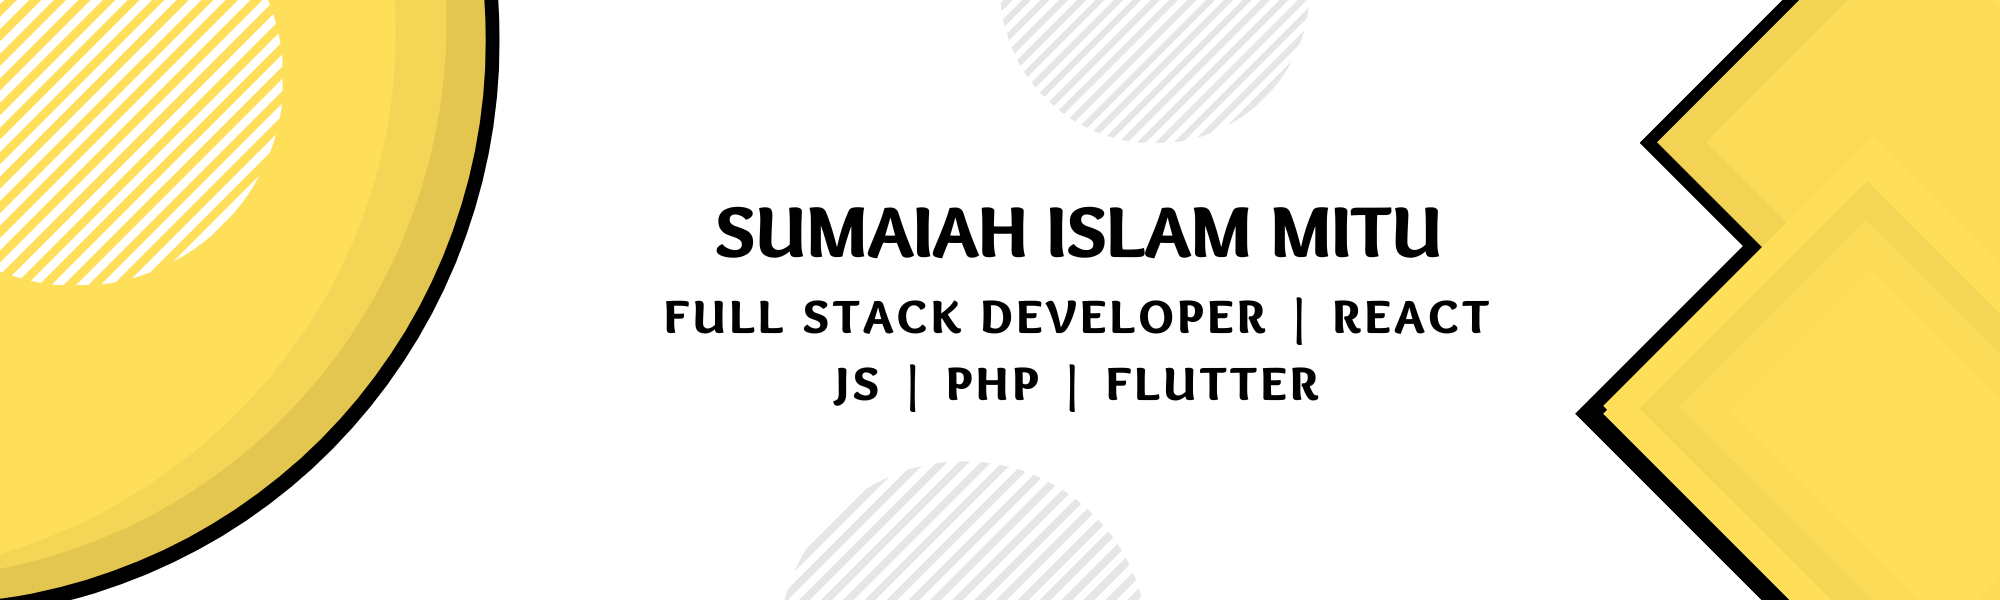 SUMAIAH ISLAM MITU
FULL STACK DEVELOPER | REACT
JS | PHP | FLUTTER